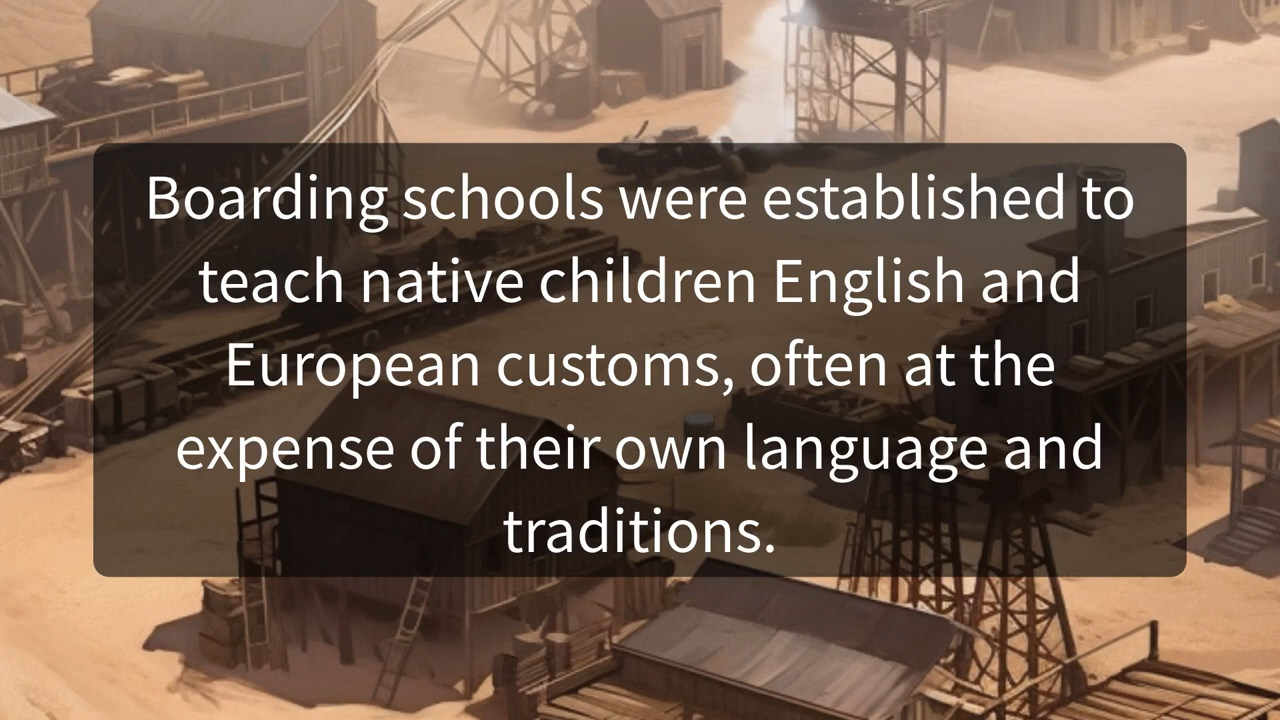 Boarding schools were established to
teach native children English and
European customs, often at the
expense of their own language and
traditions.